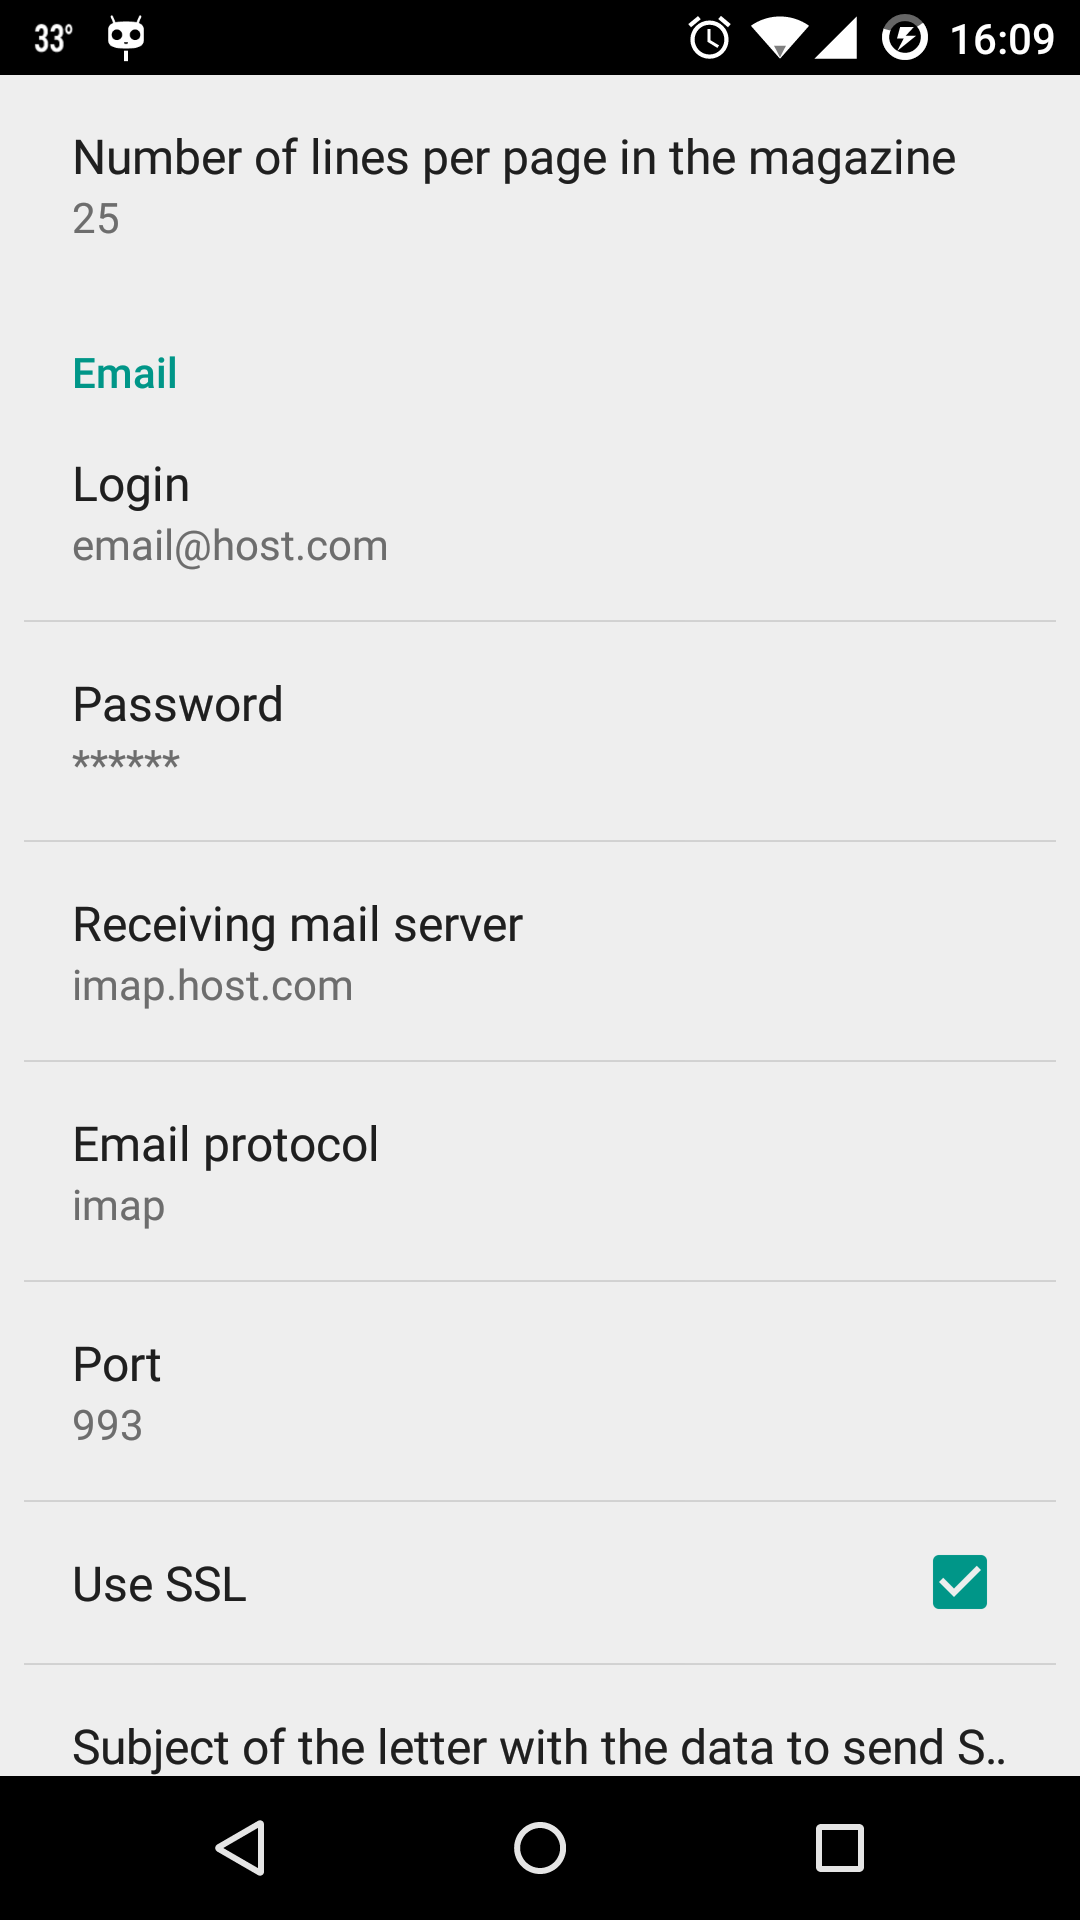 33° 16:09
Number of lines per page in the magazine
25
Email
Login
email@host.com
Password
******
Receiving mail server
imap.host.com
Email protocol
imap
Port
993
Use SSL
Subject of the letter with the data to send S..